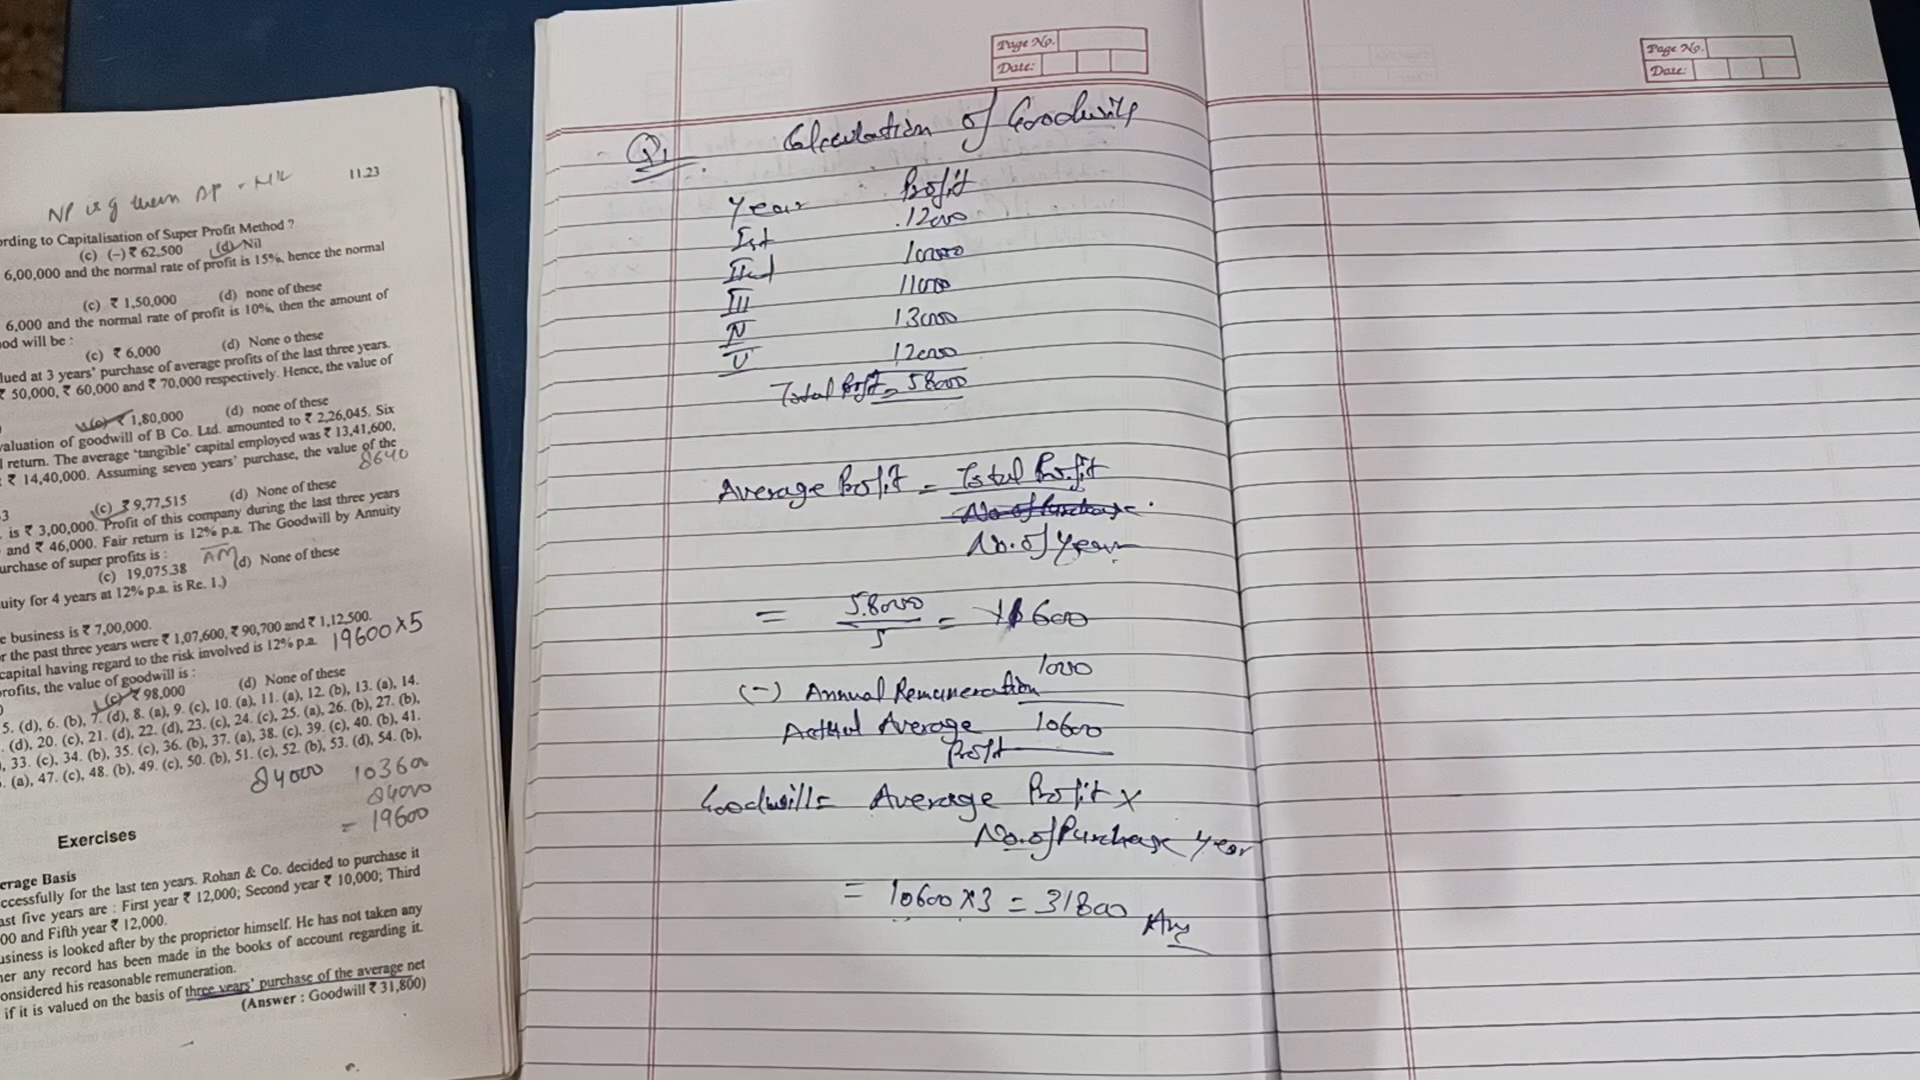 11.23
NP is g
ording to Capitalisation of Super Profit Method ?
(c) (-) ₹ 62,500 (d) Nil
6,00,000 and the normal rate of profit is 15%, hence the normal
(c) ₹ 1,50,000 (d) none of these
6,000 and the normal rate of profit is 10%, then the amount of
od will be :
(c) ₹ 6,000 (d) None o these
lued at 3 years' purchase of average profits of the last three years.
₹ 50,000, ₹ 60,000 and ₹ 70,000 respectively. Hence, the value of
(c) ₹ 1,80,000 (d) none of these
valuation of goodwill of B Co. Ltd. amounted to ₹ 2,26,045. Six
l return. The average 'tangible' capital employed was ₹ 13,41,600,
₹ 14,40,000. Assuming seven years' purchase, the value of the
8640
3 (c) ₹ 9,77,515 (d) None of these
is ₹ 3,00,000. Profit of this company during the last three years
and ₹ 46,000. Fair return is 12% p.a. The Goodwill by Annuity
urchase of super profits is :
(c) 19,075.38 AM (d) None of these
uity for 4 years at 12% p.a. is Re. 1.)
e business is ₹ 7,00,000.
r the past three years were ₹ 1,07,600, ₹ 90,700 and ₹ 1,12,500.
capital having regard to the risk involved is 12% p.a. 19600×5
rofits, the value of goodwill is :
(c) ₹ 98,000 (d) None of these
5. (d), 6. (b), 7. (d), 8. (a), 9. (c), 10. (a), 11. (a), 12. (b), 13. (a), 14.
. (d), 20. (c), 21. (d), 22. (d), 23. (c), 24. (c), 25. (a), 26. (b), 27. (b),
, 33. (c), 34. (b), 35. (c), 36. (b), 37. (a), 38. (c), 39. (c), 40. (b), 41.
. (a), 47. (c), 48. (b), 49. (c), 50. (b), 51. (c), 52. (b), 53. (d), 54. (b),
84000 103600
84000
= 19600
Exercises
erage Basis
ccessfully for the last ten years. Rohan & Co. decided to purchase it
ast five years are : First year ₹ 12,000; Second year ₹ 10,000; Third
00 and Fifth year ₹ 12,000.
usiness is looked after by the proprietor himself. He has not taken any
her any record has been made in the books of account regarding it.
onsidered his reasonable remuneration.
if it is valued on the basis of three years' purchase of the average net
(Answer : Goodwill ₹ 31,800)
Page No.
Date:
Q1. Calculation of Goodwill
Year Profit
Ist 12000
IInd 10000
III 11000
IV 13000
V 12000
Total Profit = 58000
Average Profit = Total Profit
No. of Purchase
No. of Year
= 58000 = 11600
5
1000
(-) Annual Remuneration
Actual Average 10600
Profit
Goodwill = Average Profit ×
No. of Purchase Year
= 10600×3 = 31800 Ans
Page No.
Date: